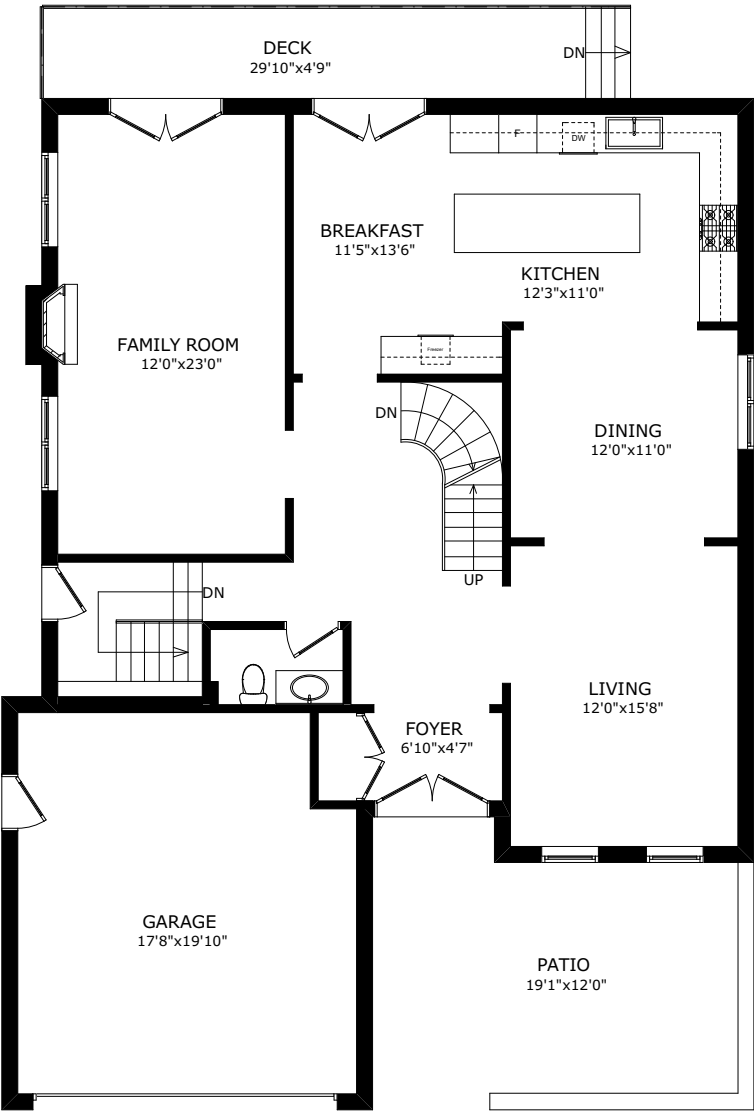 DECK
29'10"x4'9"
DN
F
DW
BREAKFAST
11'5"x13'6"
KITCHEN
12'3"x11'0"
FAMILY ROOM
12'0"x23'0"
Freezer
DN
DINING
12'0"x11'0"
UP
DN
LIVING
12'0"x15'8"
FOYER
6'10"x4'7"
GARAGE
17'8"x19'10"
PATIO
19'1"x12'0"